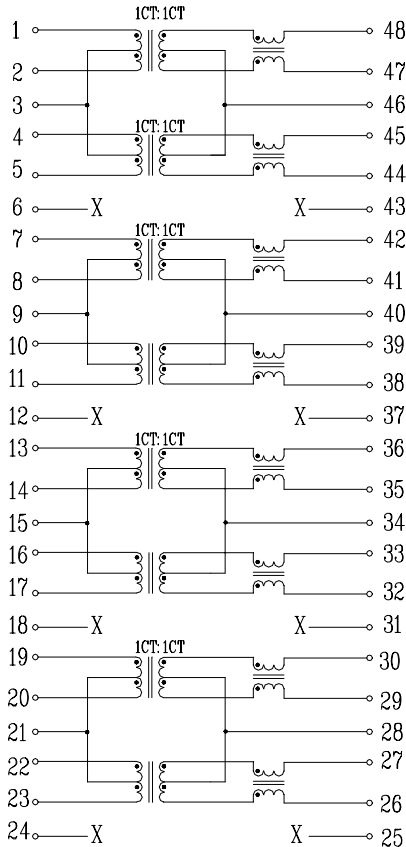 1CT:1CT
1 48
2 47
3 46
1CT:1CT
4 45
5 44
6 X X 43
1CT:1CT
7 42
8 41
9 40
10 39
11 38
12 X X 37
1CT:1CT
13 36
14 35
15 34
16 33
17 32
18 X X 31
1CT:1CT
19 30
20 29
21 28
22 27
23 26
24 X X 25